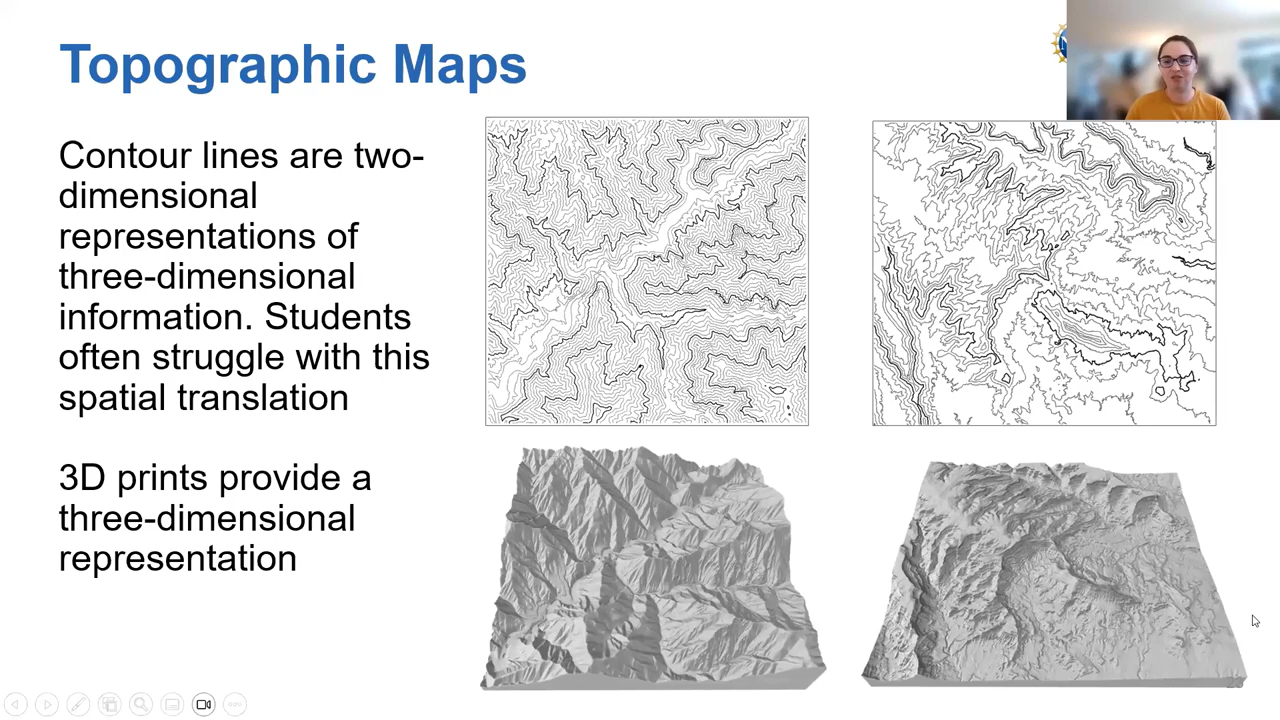 Topographic Maps
Contour lines are two-
dimensional
representations of
three-dimensional
information. Students
often struggle with this
spatial translation
3D prints provide a
three-dimensional
representation